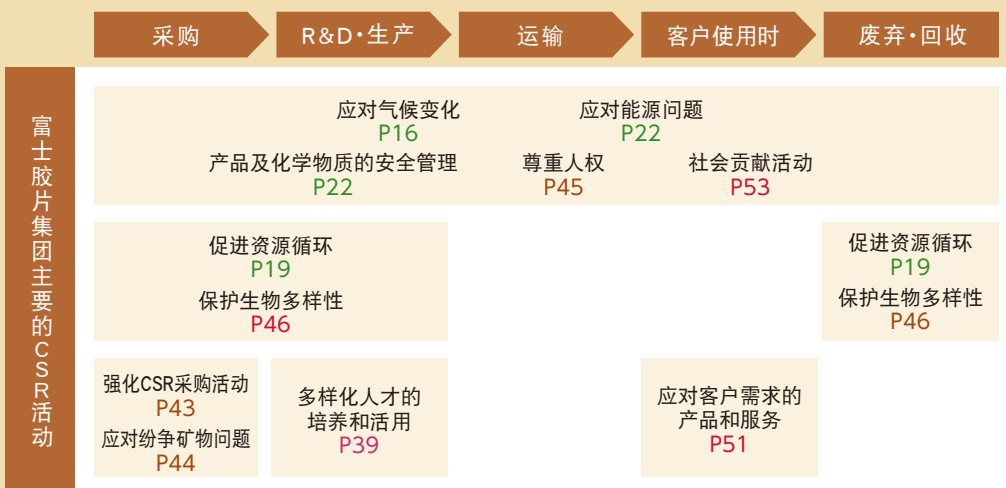 采购
R&D·生产
运输
客户使用时
废弃·回收
富士胶片集团主要的CSR活动
应对气候变化
P16
应对能源问题
P22
产品及化学物质的安全管理
P22
尊重人权
P45
社会贡献活动
P53
促进资源循环
P19
保护生物多样性
P46
促进资源循环
P19
保护生物多样性
P46
强化CSR采购活动
P43
应对纷争矿物问题
P44
多样化人才的
培养和活用
P39
应对客户需求的
产品和服务
P51